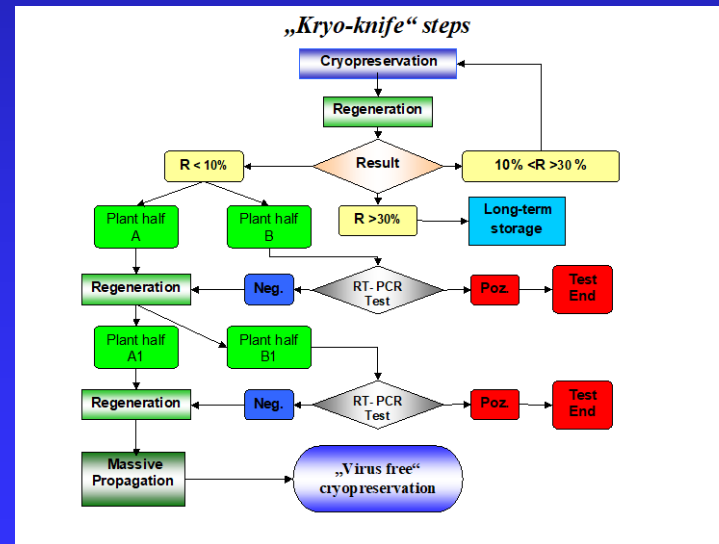 „Kryo-knife“ steps
Cryopreservation
Regeneration
R < 10%
Result
10% <R >30 %
Plant half
A
Plant half
B
R >30%
Long-term
storage
Regeneration
Neg.
RT- PCR
Test
Poz.
Test
End
Plant half
A1
Plant half
B1
Regeneration
Neg.
RT- PCR
Test
Poz.
Test
End
Massive
Propagation
„Virus free“
cryopreservation